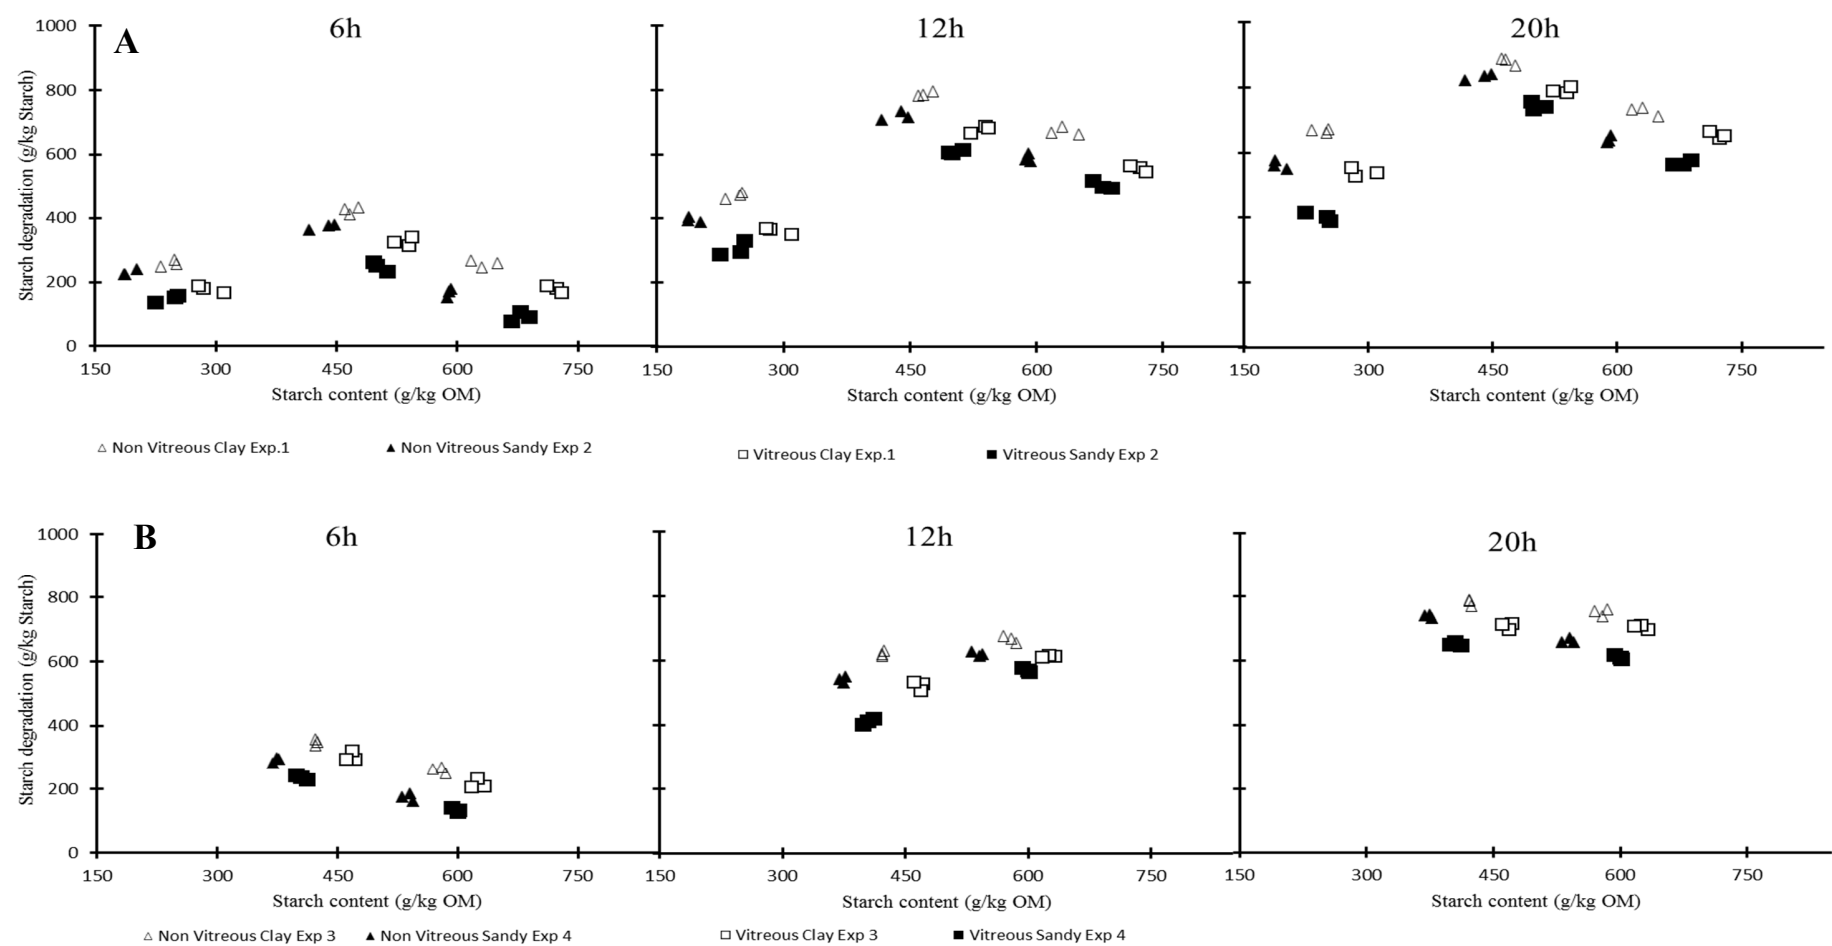 A
6h
12h
20h
Starch degradation (g/kg Starch)
1000
800
600
400
200
0
150 300 450 600 750
150 300 450 600 750
150 300 450 600 750
Starch content (g/kg OM)
Starch content (g/kg OM)
Starch content (g/kg OM)
Non Vitreous Clay Exp.1
Non Vitreous Sandy Exp 2
Vitreous Clay Exp.1
Vitreous Sandy Exp 2
B
6h
12h
20h
Starch degradation (g/kg Starch)
1000
800
600
400
200
0
150 300 450 600 750
150 300 450 600 750
150 300 450 600 750
Starch content (g/kg OM)
Starch content (g/kg OM)
Starch content (g/kg OM)
Non Vitreous Clay Exp 3
Non Vitreous Sandy Exp 4
Vitreous Clay Exp 3
Vitreous Sandy Exp 4